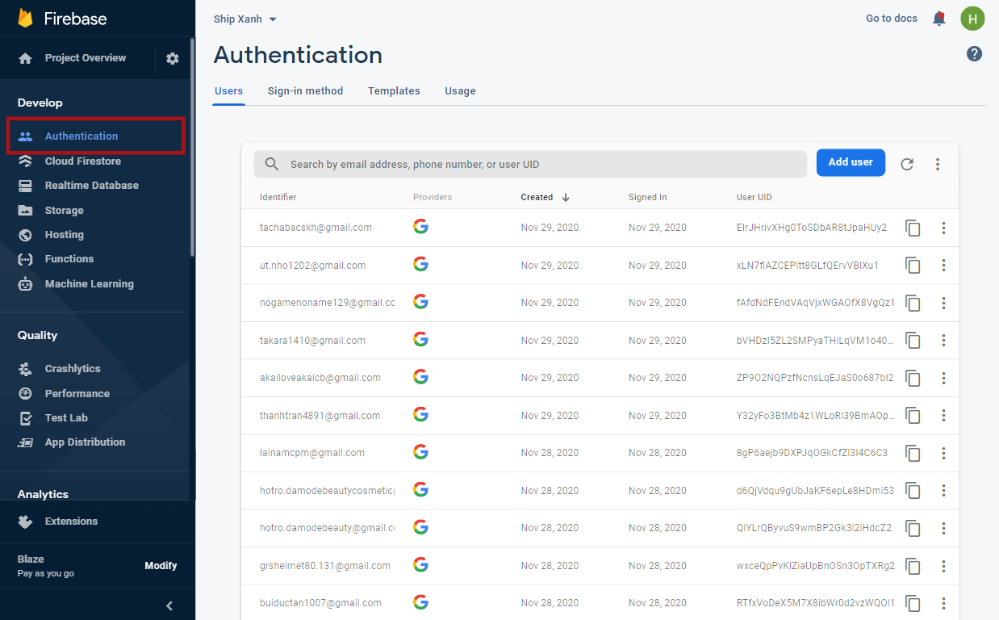 Firebase
Project Overview
Develop
Authentication
Cloud Firestore
Realtime Database
Storage
Hosting
Functions
Machine Learning
Quality
Crashlytics
Performance
Test Lab
App Distribution
Analytics
Extensions
Blaze
Pay as you go
Modify
Ship Xanh
Go to docs
H
Authentication
Users Sign-in method Templates Usage
Search by email address, phone number, or user UID
Add user
Identifier Providers Created Signed In User UID
tachabacskh@gmail.com Nov 29, 2020 Nov 29, 2020 EIrJHrivXHg0ToSDbAR8tJpaHUy2
ut.nho1202@gmail.com Nov 29, 2020 Nov 29, 2020 xLN7flAZCEPItt8GLfQErvVBIXu1
nogamenoname129@gmail.cc Nov 29, 2020 Nov 29, 2020 fAfdNdFEndVAqVjxWGAOfX8VgQz1
takara1410@gmail.com Nov 29, 2020 Nov 29, 2020 bVHDzI5ZL2SMPyaTHiLqVM1o40...
akailoveakaicb@gmail.com Nov 29, 2020 Nov 29, 2020 ZP9O2NQPzfNcnsLqEJaS0o687bI2
thanhtran4891@gmail.com Nov 29, 2020 Nov 29, 2020 Y32yFo3BtMb4z1WLoRl39BmAOp...
lainamcpm@gmail.com Nov 28, 2020 Nov 28, 2020 8gP6aejb9DXPJqOGkCfZl3I4C6C3
hotro.damodebeautycosmetic Nov 28, 2020 Nov 28, 2020 d6QjVdqu9gUbJaKF6epLe8HDmi53
hotro.damodebeauty@gmail.c Nov 28, 2020 Nov 28, 2020 QIYLrQByvuS9wmBP2Gk3l2iHdcZ2
grshelmet80.131@gmail.com Nov 28, 2020 Nov 28, 2020 wxceQpPvKlZiaUpBnOSn3OpTXRg2
buiductan1007@gmail.com Nov 28, 2020 Nov 28, 2020 RTfxVoDeX5M7X8ibWr0d2vzWQOl1